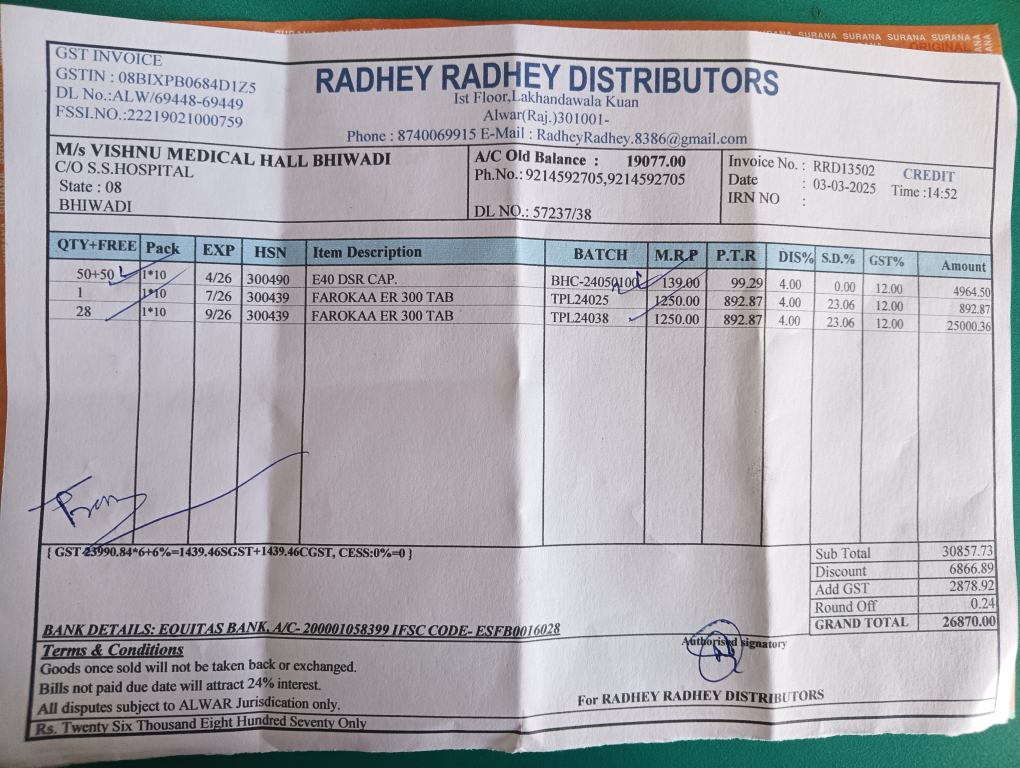 SURANA SURANA SURANA SURANA SURANA
ORIGINAL
GST INVOICE
GSTIN : 08BIXPB0684D1Z5
DL No.:ALW/69448-69449
FSSI.NO.:22219021000759
RADHEY RADHEY DISTRIBUTORS
Ist Floor,Lakhandawala Kuan
Alwar(Raj.)301001-
Phone : 8740069915 E-Mail : RadheyRadhey.8386@gmail.com
M/s VISHNU MEDICAL HALL BHIWADI
C/O S.S.HOSPITAL
State : 08
BHIWADI
A/C Old Balance : 19077.00
Ph.No.: 9214592705,9214592705
DL NO.: 57237/38
Invoice No. : RRD13502 CREDIT
Date : 03-03-2025 Time :14:52
IRN NO :
QTY+FREE Pack EXP HSN Item Description BATCH M.R.P P.T.R DIS% S.D.% GST% Amount
50+50 1*10 4/26 300490 E40 DSR CAP. BHC-24050100 139.00 99.29 4.00 0.00 12.00 4964.50
1 1*10 7/26 300439 FAROKAA ER 300 TAB TPL24025 1250.00 892.87 4.00 23.06 12.00 892.87
28 1*10 9/26 300439 FAROKAA ER 300 TAB TPL24038 1250.00 892.87 4.00 23.06 12.00 25000.36
{ GST 23990.84*6+6%=1439.46SGST+1439.46CGST, CESS:0%=0 }
Sub Total 30857.73
Discount 6866.89
Add GST 2878.92
Round Off 0.24
GRAND TOTAL 26870.00
BANK DETAILS: EQUITAS BANK, A/C- 200001058399 IFSC CODE- ESFB0016028
Terms & Conditions
Goods once sold will not be taken back or exchanged.
Bills not paid due date will attract 24% interest.
All disputes subject to ALWAR Jurisdication only.
Rs. Twenty Six Thousand Eight Hundred Seventy Only
Authorised signatory
For RADHEY RADHEY DISTRIBUTORS